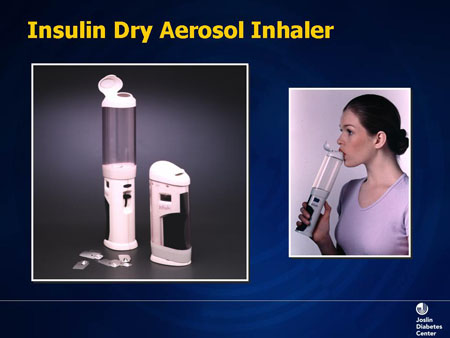 Insulin Dry Aerosol Inhaler
Joslin
Diabetes
Center